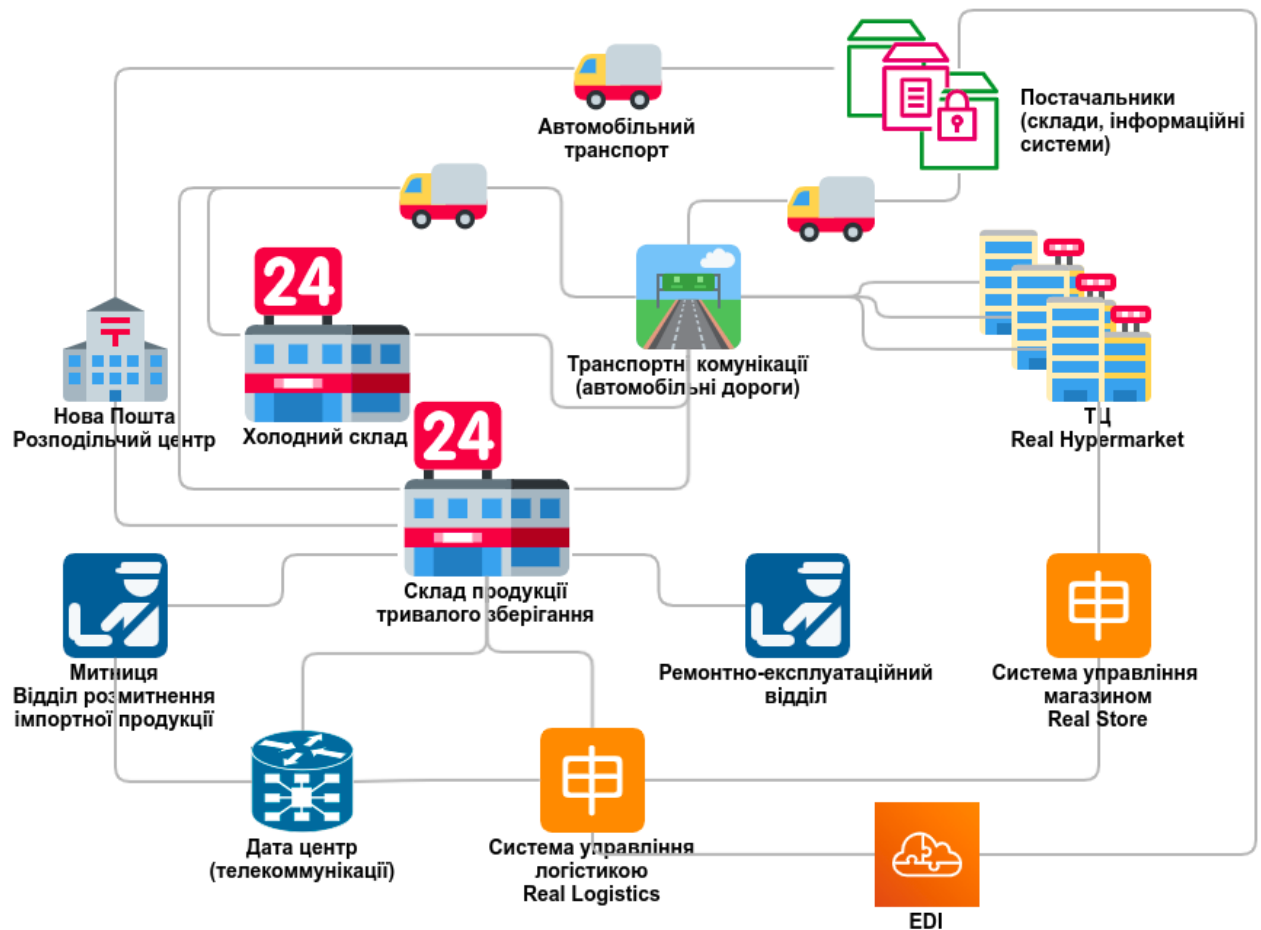 Автомобільний
транспорт
Постачальники
(склади, інформаційні
системи)
24
Транспортні комунікації
(автомобільні дороги)
Нова Пошта
Розподільчий центр
Холодний склад
24
ТЦ
Real Hypermarket
Склад продукції
тривалого зберігання
Митниця
Відділ розмитнення
імпортної продукції
Ремонтно-експлуатаційний
відділ
Система управління
магазином
Real Store
Дата центр
(телекоммунікації)
Система управління
логістикою
Real Logistics
EDI